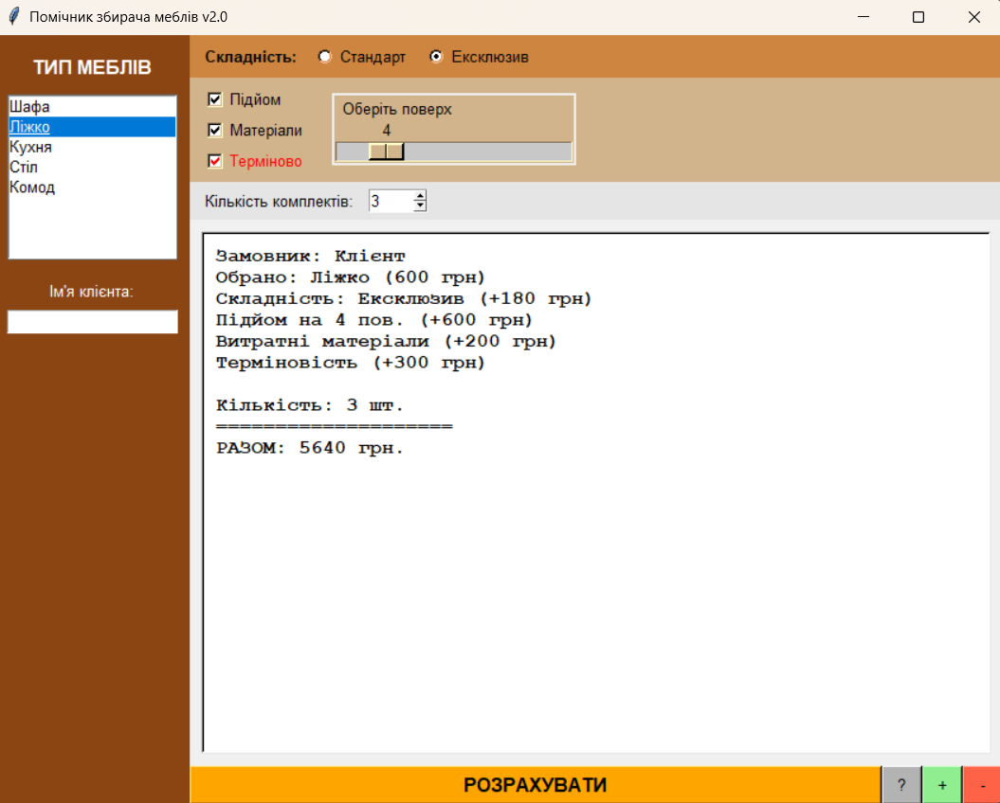 Помічник збирача меблів v2.0
ТИП МЕБЛІВ
Шафа
Ліжко
Кухня
Стіл
Комод
Ім'я клієнта:
Складність: Стандарт Ексклюзив
Підйом
Матеріали
Терміново
Оберіть поверх
4
Кількість комплектів: 3
Замовник: Клієнт
Обрано: Ліжко (600 грн)
Складність: Ексклюзив (+180 грн)
Підйом на 4 пов. (+600 грн)
Витратні матеріали (+200 грн)
Терміновість (+300 грн)
Кількість: 3 шт.
====================
РАЗОМ: 5640 грн.
РОЗРАХУВАТИ ? + -